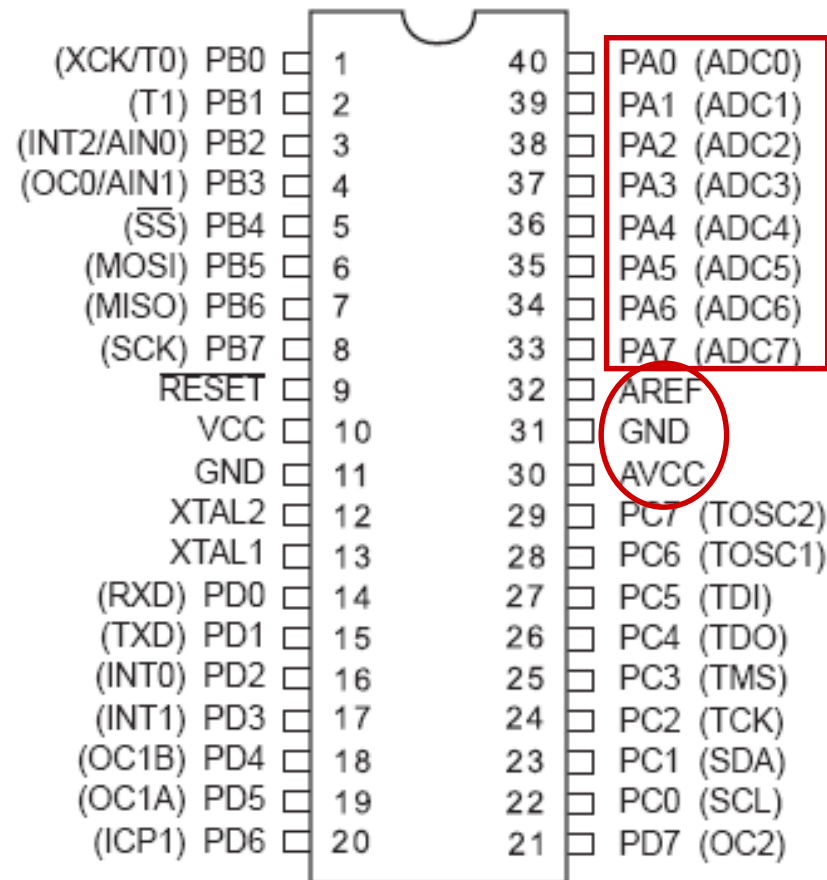 (XCK/T0) PB0 1 40 PA0 (ADC0)
(T1) PB1 2 39 PA1 (ADC1)
(INT2/AIN0) PB2 3 38 PA2 (ADC2)
(OC0/AIN1) PB3 4 37 PA3 (ADC3)
(S̅S̅) PB4 5 36 PA4 (ADC4)
(MOSI) PB5 6 35 PA5 (ADC5)
(MISO) PB6 7 34 PA6 (ADC6)
(SCK) PB7 8 33 PA7 (ADC7)
R̅E̅S̅E̅T̅ 9 32 AREF
VCC 10 31 GND
GND 11 30 AVCC
XTAL2 12 29 PC7 (TOSC2)
XTAL1 13 28 PC6 (TOSC1)
(RXD) PD0 14 27 PC5 (TDI)
(TXD) PD1 15 26 PC4 (TDO)
(INT0) PD2 16 25 PC3 (TMS)
(INT1) PD3 17 24 PC2 (TCK)
(OC1B) PD4 18 23 PC1 (SDA)
(OC1A) PD5 19 22 PC0 (SCL)
(ICP1) PD6 20 21 PD7 (OC2)